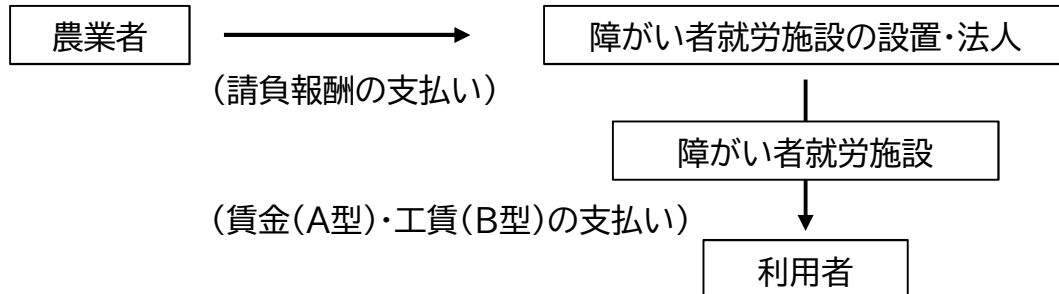 農業者
障がい者就労施設の設置・法人
(請負報酬の支払い)
障がい者就労施設
(賃金(A型)・工賃(B型)の支払い)
利用者